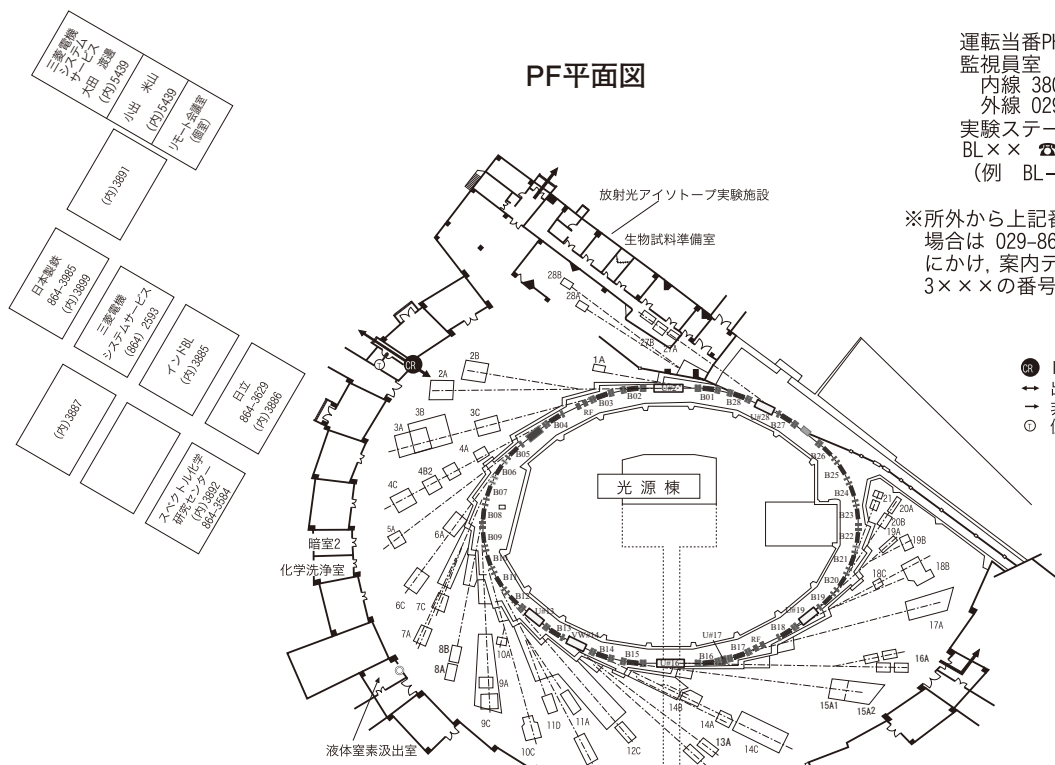 PF平面図
運転当番PH
監視員室
内線 380
外線 029
実験ステー
BL××
(例 BL-
※所外から上記番
場合は 029-86
にかけ, 案内テ
3×××の番号
三菱電機
システム
サービス
大田 渡邊
(内)5439
小出 米山
(内)5439
リモート会議室
(個室)
(内)3891
日本製鉄
864-3985
(内)3899
三菱電機
システムサービス
(864) 2593
インドBL
(内)3885
日立
864-3629
(内)3886
(内)3887
スペクトル化学
研究センター
(内)3892
864-3584
放射光アイソトープ実験施設
生物試料準備室
28B
28A
27B
27A
CR
CR
T
T
1A
2B
2A
3B
3A
3C
4A
4B2
4C
5A
6A
6C
7C
7A
8B
8A
10A
9A
9C
10C
11D
11A
12C
13A
14B
14A
14C
15A1
15A2
16A
17A
18B
18C
19A
19B
20B
20A
21
光源棟
暗室2
化学洗浄室
液体窒素汲出室
B01
B28
U#28
B27
B26
B25
B24
B23
B22
B21
B20
B19
U#19
B18
RF
B17
U#17
B16
U#16
B15
B14
VW#14
B13
U#13
B12
B11
B10
B09
B08
B07
B06
B05
B04
RF
B03
B02
U#2